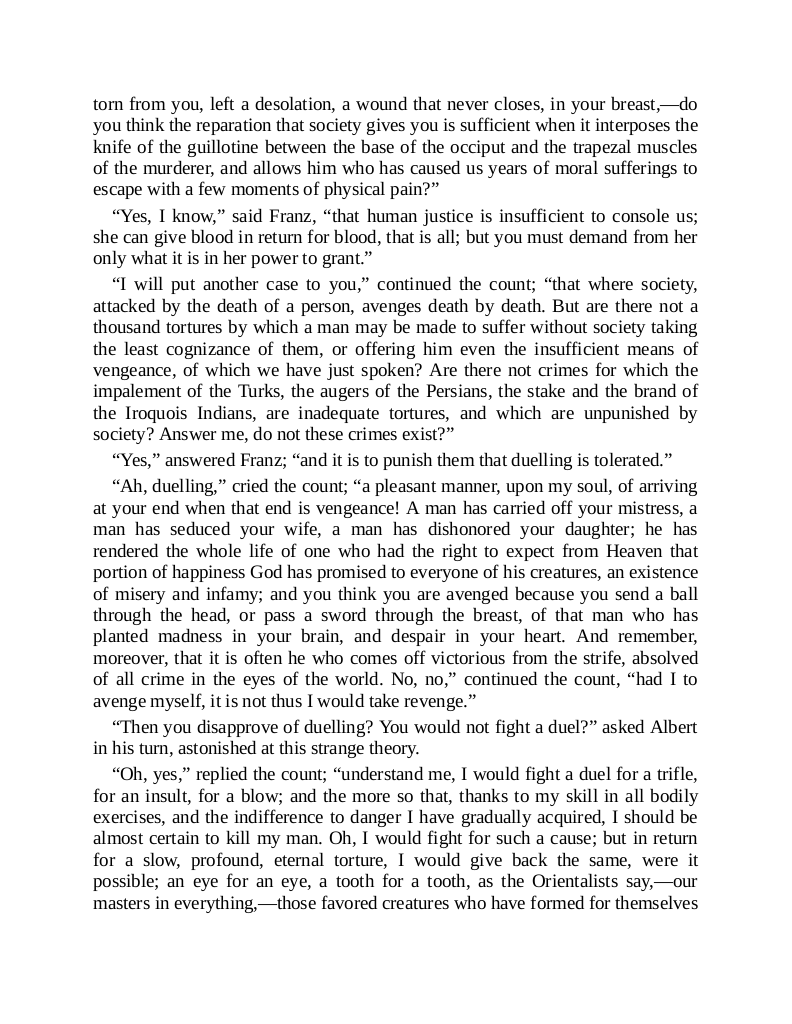 torn from you, left a desolation, a wound that never closes, in your breast,—do
you think the reparation that society gives you is sufficient when it interposes the
knife of the guillotine between the base of the occiput and the trapezal muscles
of the murderer, and allows him who has caused us years of moral sufferings to
escape with a few moments of physical pain?”
“Yes, I know,” said Franz, “that human justice is insufficient to console us;
she can give blood in return for blood, that is all; but you must demand from her
only what it is in her power to grant.”
“I will put another case to you,” continued the count; “that where society,
attacked by the death of a person, avenges death by death. But are there not a
thousand tortures by which a man may be made to suffer without society taking
the least cognizance of them, or offering him even the insufficient means of
vengeance, of which we have just spoken? Are there not crimes for which the
impalement of the Turks, the augers of the Persians, the stake and the brand of
the Iroquois Indians, are inadequate tortures, and which are unpunished by
society? Answer me, do not these crimes exist?”
“Yes,” answered Franz; “and it is to punish them that duelling is tolerated.”
“Ah, duelling,” cried the count; “a pleasant manner, upon my soul, of arriving
at your end when that end is vengeance! A man has carried off your mistress, a
man has seduced your wife, a man has dishonored your daughter; he has
rendered the whole life of one who had the right to expect from Heaven that
portion of happiness God has promised to everyone of his creatures, an existence
of misery and infamy; and you think you are avenged because you send a ball
through the head, or pass a sword through the breast, of that man who has
planted madness in your brain, and despair in your heart. And remember,
moreover, that it is often he who comes off victorious from the strife, absolved
of all crime in the eyes of the world. No, no,” continued the count, “had I to
avenge myself, it is not thus I would take revenge.”
“Then you disapprove of duelling? You would not fight a duel?” asked Albert
in his turn, astonished at this strange theory.
“Oh, yes,” replied the count; “understand me, I would fight a duel for a trifle,
for an insult, for a blow; and the more so that, thanks to my skill in all bodily
exercises, and the indifference to danger I have gradually acquired, I should be
almost certain to kill my man. Oh, I would fight for such a cause; but in return
for a slow, profound, eternal torture, I would give back the same, were it
possible; an eye for an eye, a tooth for a tooth, as the Orientalists say,—our
masters in everything,—those favored creatures who have formed for themselves